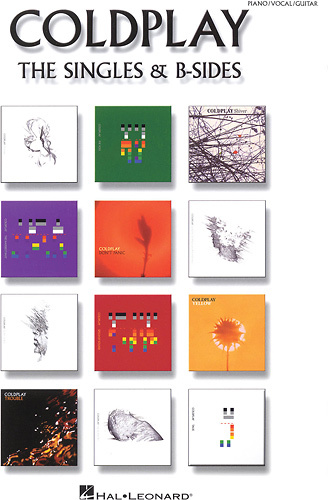 PIANO/VOCAL/GUITAR
COLDPLAY
THE SINGLES & B-SIDES
COLDPLAY Shiver
COLDPLAY
DON'T PANIC
COLDPLAY
YELLOW
COLDPLAY
TROUBLE
HAL•LEONARD®